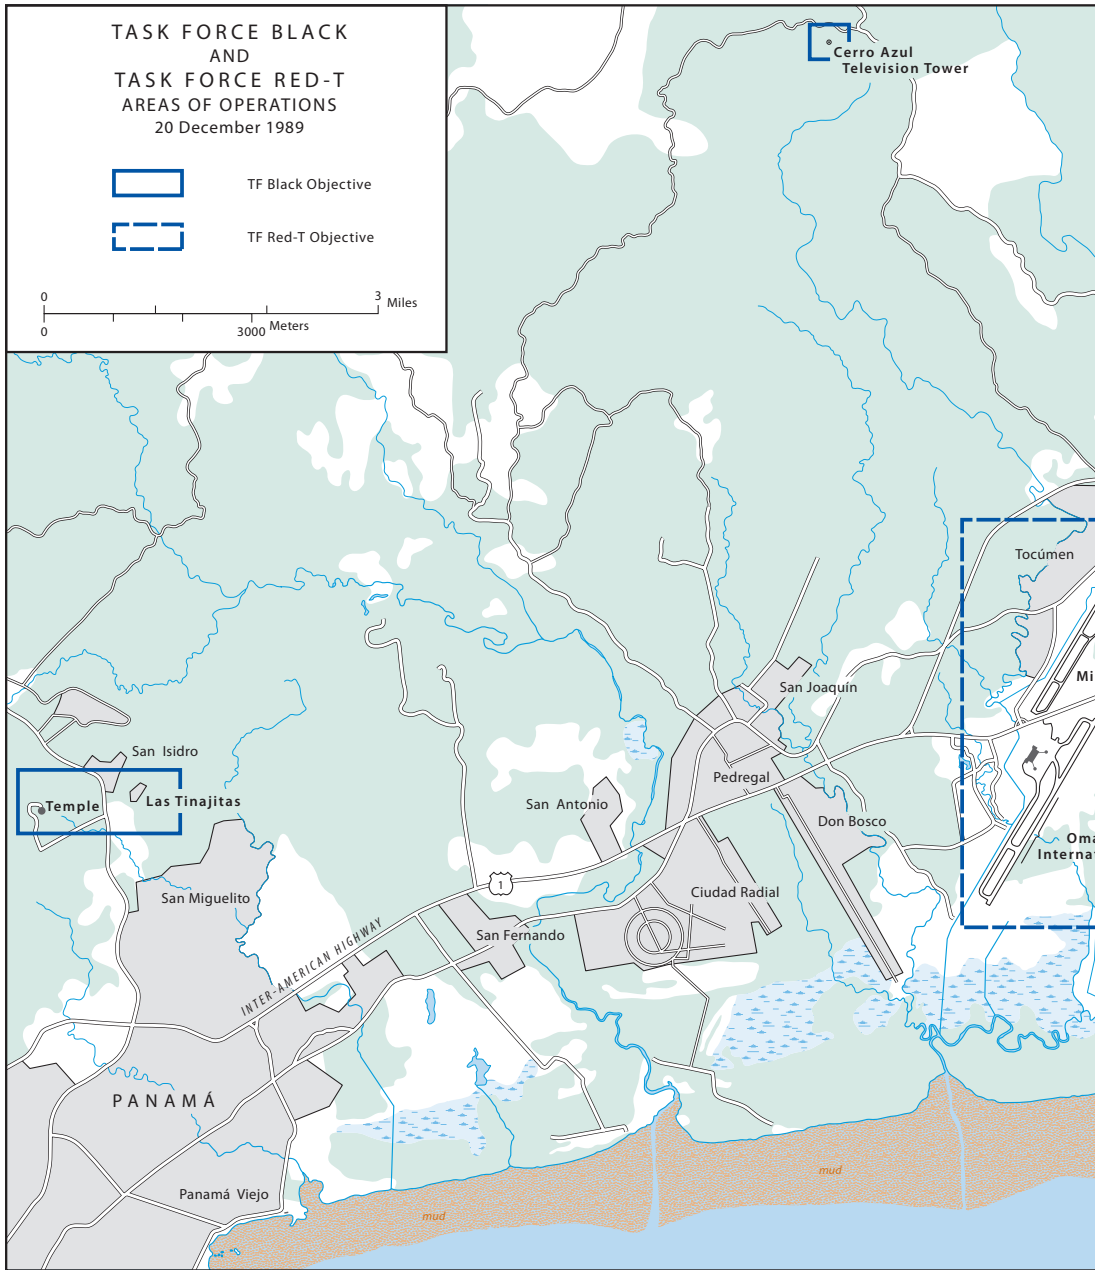 TASK FORCE BLACK
AND
TASK FORCE RED-T
AREAS OF OPERATIONS
20 December 1989
TF Black Objective
TF Red-T Objective
0 3 Miles
0 3000 Meters
Cerro Azul
Television Tower
Tocúmen
Mi
San Joaquín
San Isidro
Pedregal
Temple
Las Tinajitas
San Antonio
Don Bosco
Oma
Internat
1
Ciudad Radial
San Miguelito
San Fernando
INTER-AMERICAN HIGHWAY
PANAMÁ
mud
Panamá Viejo
mud